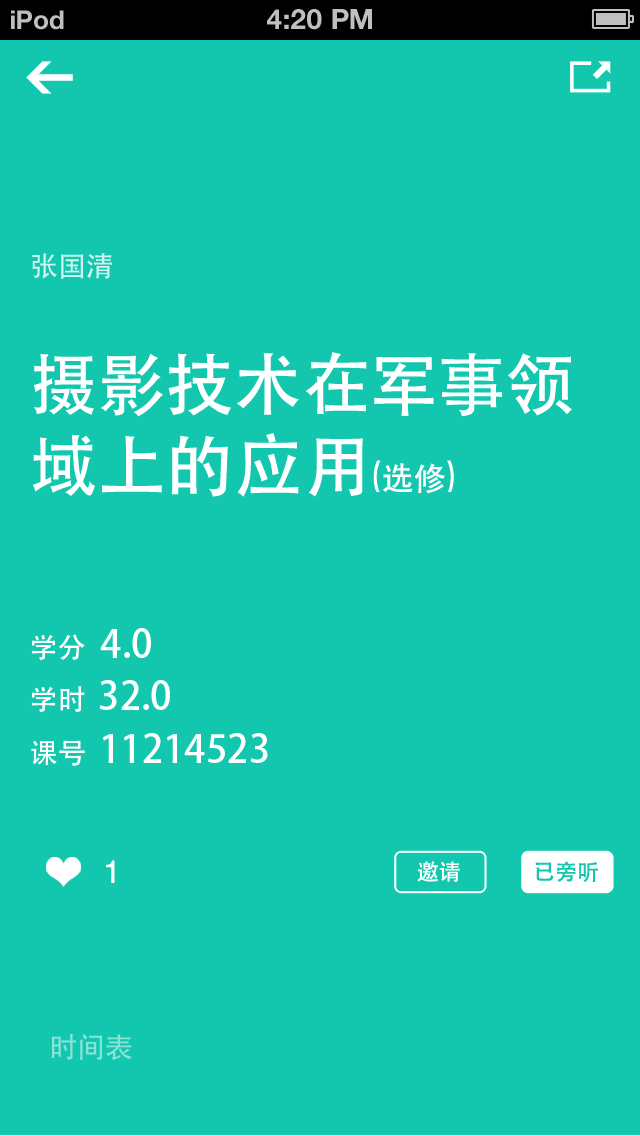 iPod 4:20 PM
张国清
摄影技术在军事领
域上的应用(选修)
学分 4.0
学时 32.0
课号 11214523
1 邀请 已旁听
时间表